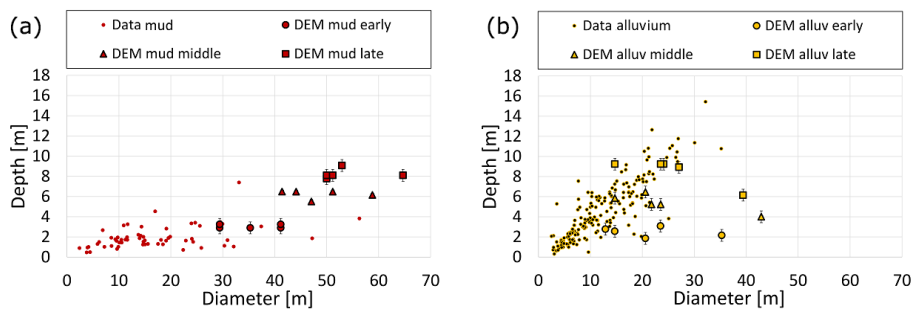 (a)
Data mud
DEM mud early
DEM mud middle
DEM mud late
18
16
14
12
10
8
6
4
2
0
Depth [m]
0 10 20 30 40 50 60 70
Diameter [m]
(b)
Data alluvium
DEM alluv early
DEM alluv middle
DEM alluv late
18
16
14
12
10
8
6
4
2
0
Depth [m]
0 10 20 30 40 50 60 70
Diameter [m]